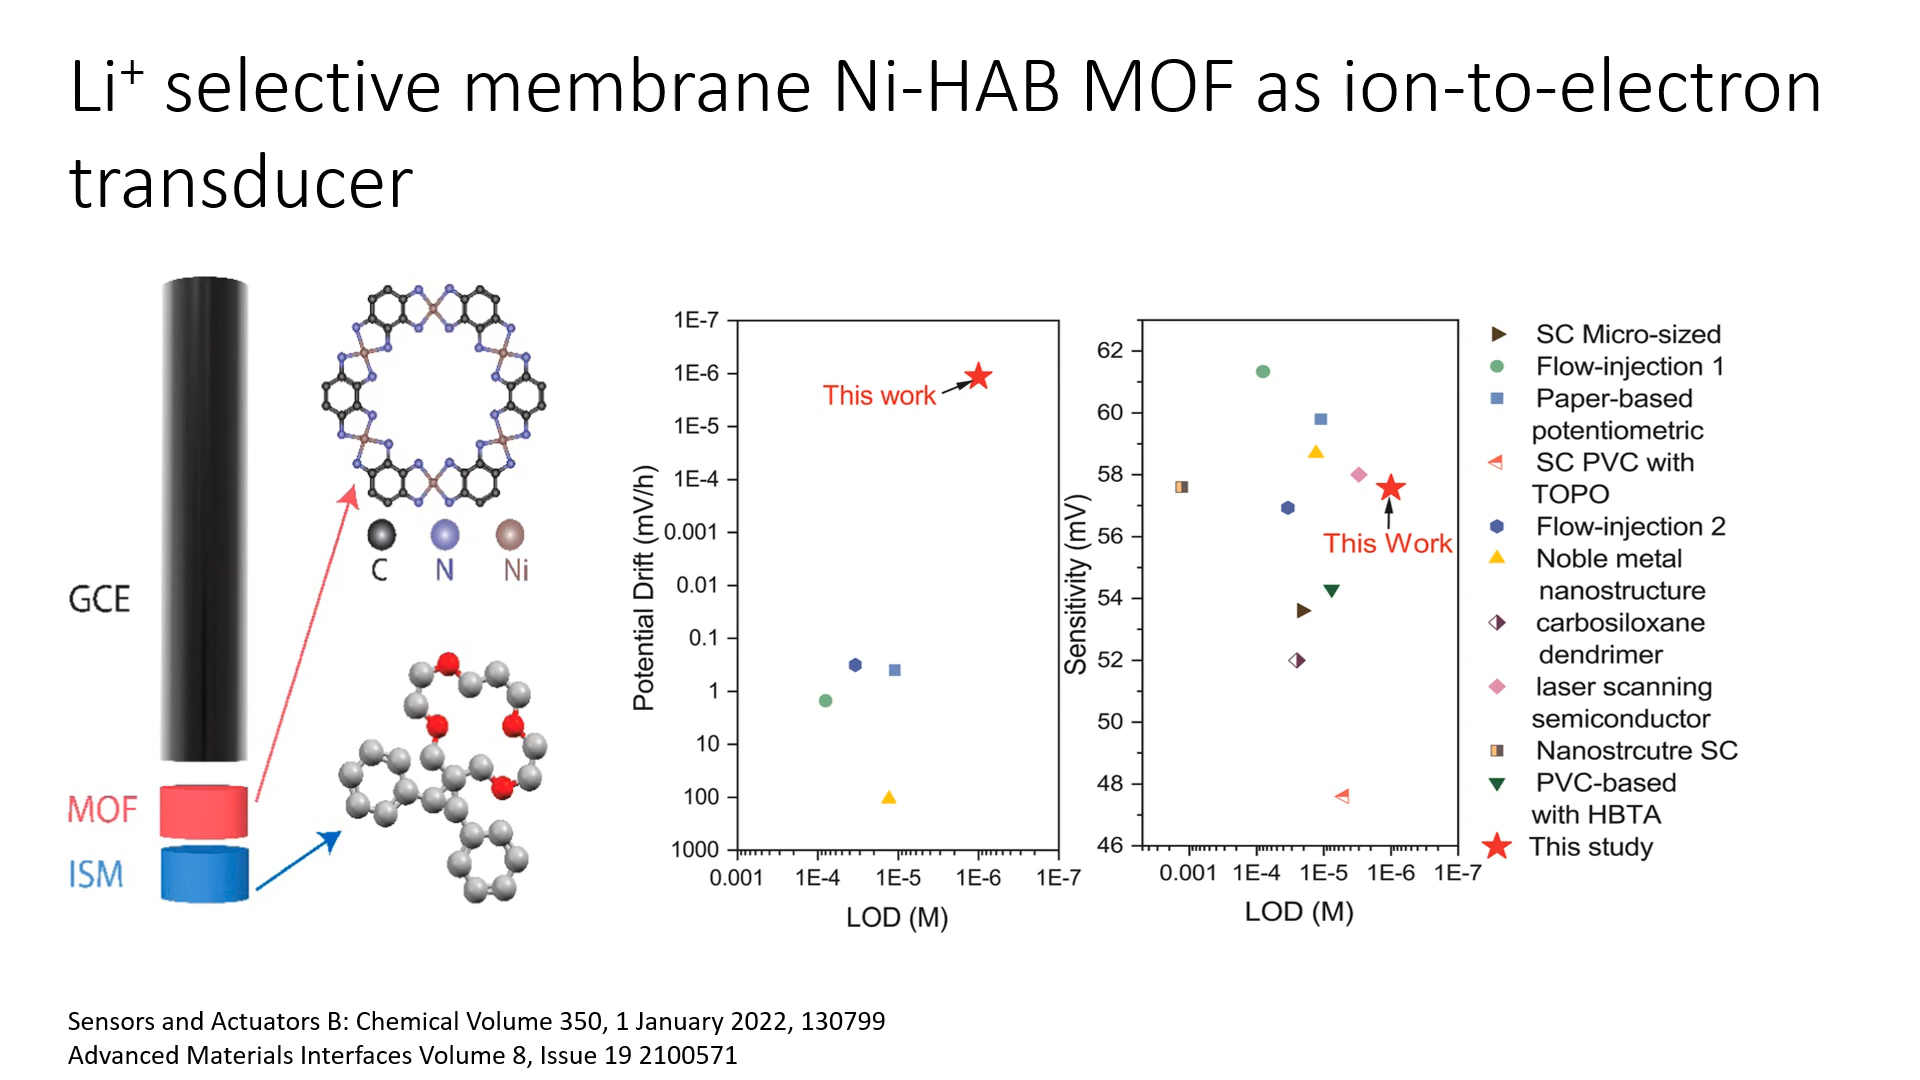 Li⁺ selective membrane Ni-HAB MOF as ion-to-electron
transducer
GCE
MOF
ISM
C N Ni
Potential Drift (mV/h)
1E-7
1E-6
1E-5
1E-4
0.001
0.01
0.1
1
10
100
1000
This work
0.001 1E-4 1E-5 1E-6 1E-7
LOD (M)
Sensitivity (mV)
62
60
58
56
54
52
50
48
46
This Work
0.001 1E-4 1E-5 1E-6 1E-7
LOD (M)
SC Micro-sized
Flow-injection 1
Paper-based
potentiometric
SC PVC with
TOPO
Flow-injection 2
Noble metal
nanostructure
carbosiloxane
dendrimer
laser scanning
semiconductor
Nanostrcutre SC
PVC-based
with HBTA
This study
Sensors and Actuators B: Chemical Volume 350, 1 January 2022, 130799
Advanced Materials Interfaces Volume 8, Issue 19 2100571